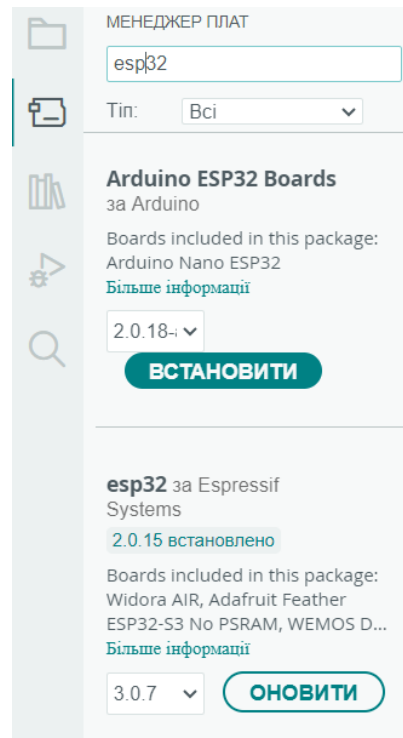 МЕНЕДЖЕР ПЛАТ
esp32
Тіп:
Всі
Arduino ESP32 Boards
за Arduino
Boards included in this package:
Arduino Nano ESP32
Більше інформації
2.0.18-
ВСТАНОВИТИ
esp32 за Espressif
Systems
2.0.15 встановлено
Boards included in this package:
Widora AIR, Adafruit Feather
ESP32-S3 No PSRAM, WEMOS D...
Більше інформації
3.0.7
ОНОВИТИ